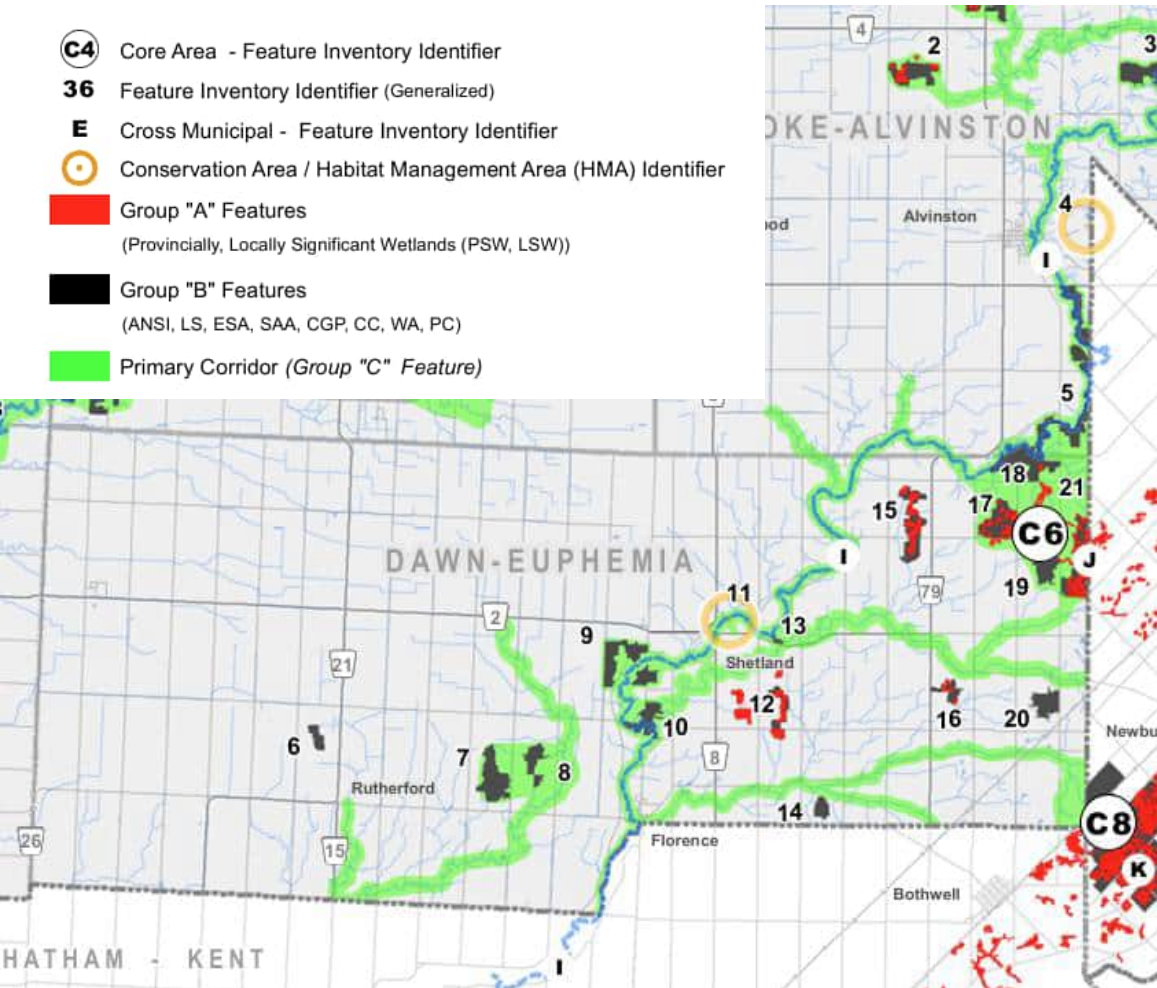 C4 Core Area - Feature Inventory Identifier
36 Feature Inventory Identifier (Generalized)
E Cross Municipal - Feature Inventory Identifier
Conservation Area / Habitat Management Area (HMA) Identifier
Group "A" Features
(Provincially, Locally Significant Wetlands (PSW, LSW))
Group "B" Features
(ANSI, LS, ESA, SAA, CGP, CC, WA, PC)
Primary Corridor (Group "C" Feature)
4
2
3
OKE-ALVINSTON
4
Alvinston
I
5
18
21
17
15
C6
DAWN-EUPHEMIA
I
J
19
79
11
2
13
9
21
Shetland
12
16
20
10
Newbu
6
7
8
8
Rutherford
14
C8
26
15
Florence
K
Bothwell
HATHAM - KENT
I